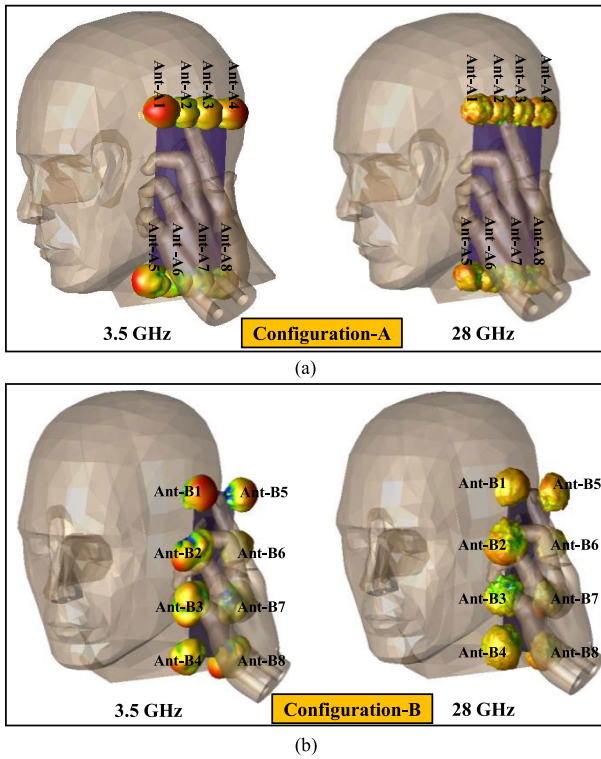 Ant-A1
Ant-A2
Ant-A3
Ant-A4
Ant-A5
Ant -A6
Ant-A7
Ant-A8
Ant-A1
Ant-A2
Ant-A3
Ant-A4
Ant-A5
Ant -A6
Ant-A7
Ant-A8
3.5 GHz
Configuration-A
28 GHz
(a)
Ant-B1
Ant-B5
Ant-B2
Ant-B6
Ant-B3
Ant-B7
Ant-B4
Ant-B8
Ant-B1
Ant-B5
Ant-B2
Ant-B6
Ant-B3
Ant-B7
Ant-B4
Ant-B8
3.5 GHz
Configuration-B
28 GHz
(b)